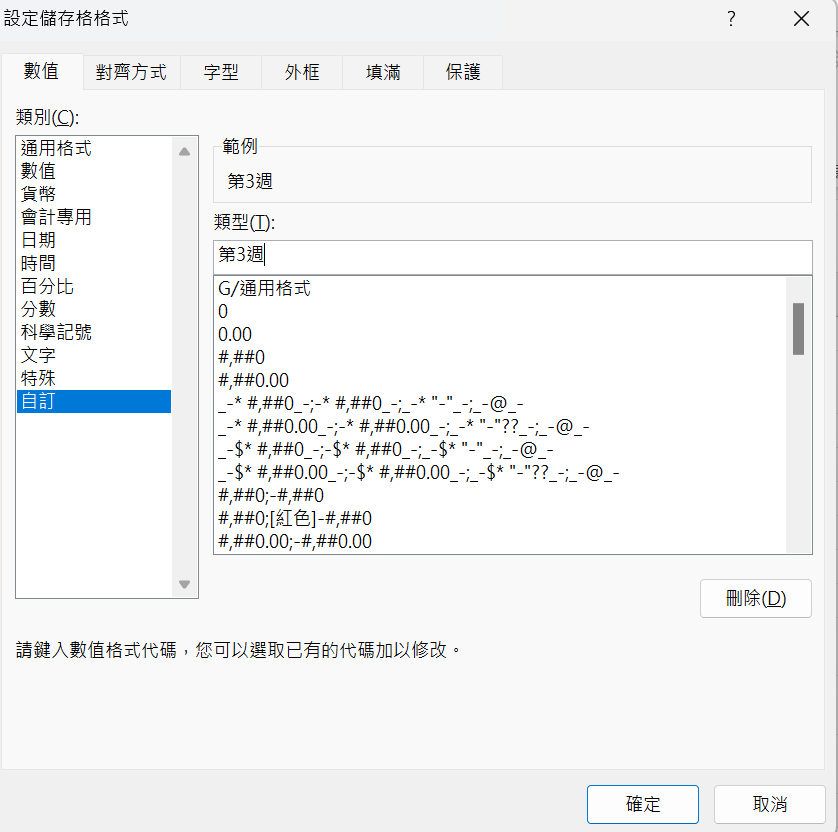 設定儲存格格式
?
數值 對齊方式 字型 外框 填滿 保護
類別(C):
通用格式
數值
貨幣
會計專用
日期
時間
百分比
分數
科學記號
文字
特殊
自訂
範例
第3週
類型(T):
第3週
G/通用格式
0
0.00
#,##0
#,##0.00
_-* #,##0_-;-* #,##0_-;_-* "-"_-;_-@_-
_-* #,##0.00_-;-* #,##0.00_-;_-* "-"??_-;_-@_-
_-$* #,##0_-;-$* #,##0_-;_-$* "-"_-;_-@_-
_-$* #,##0.00_-;-$* #,##0.00_-;_-$* "-"??_-;_-@_-
#,##0;-#,##0
#,##0;[紅色]-#,##0
#,##0.00;-#,##0.00
刪除(D)
請鍵入數值格式代碼，您可以選取已有的代碼加以修改。
確定 取消